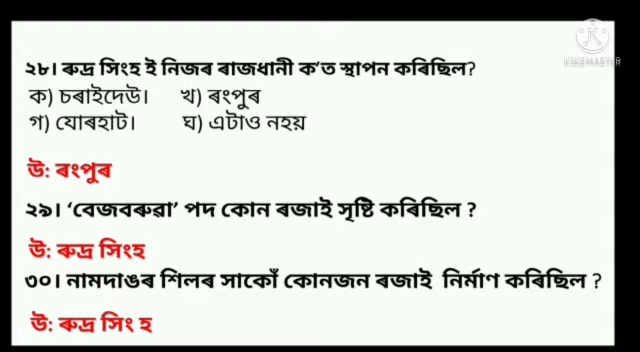 KINEMASTER
২৮। ৰুদ্ৰ সিংহ ই নিজৰ ৰাজধানী ক'ত স্থাপন কৰিছিল?
ক) চৰাইদেউ। খ) ৰংপুৰ
গ) যোৰহাট। ঘ) এটাও নহয়
উ: ৰংপুৰ
২৯। ‘বেজবৰুৱা’ পদ কোন ৰজাই সৃষ্টি কৰিছিল ?
উ: ৰুদ্ৰ সিংহ
৩০। নামদাঙৰ শিলৰ সাকোঁ কোনজন ৰজাই নিৰ্মাণ কৰিছিল ?
উ: ৰুদ্ৰ সিং হ